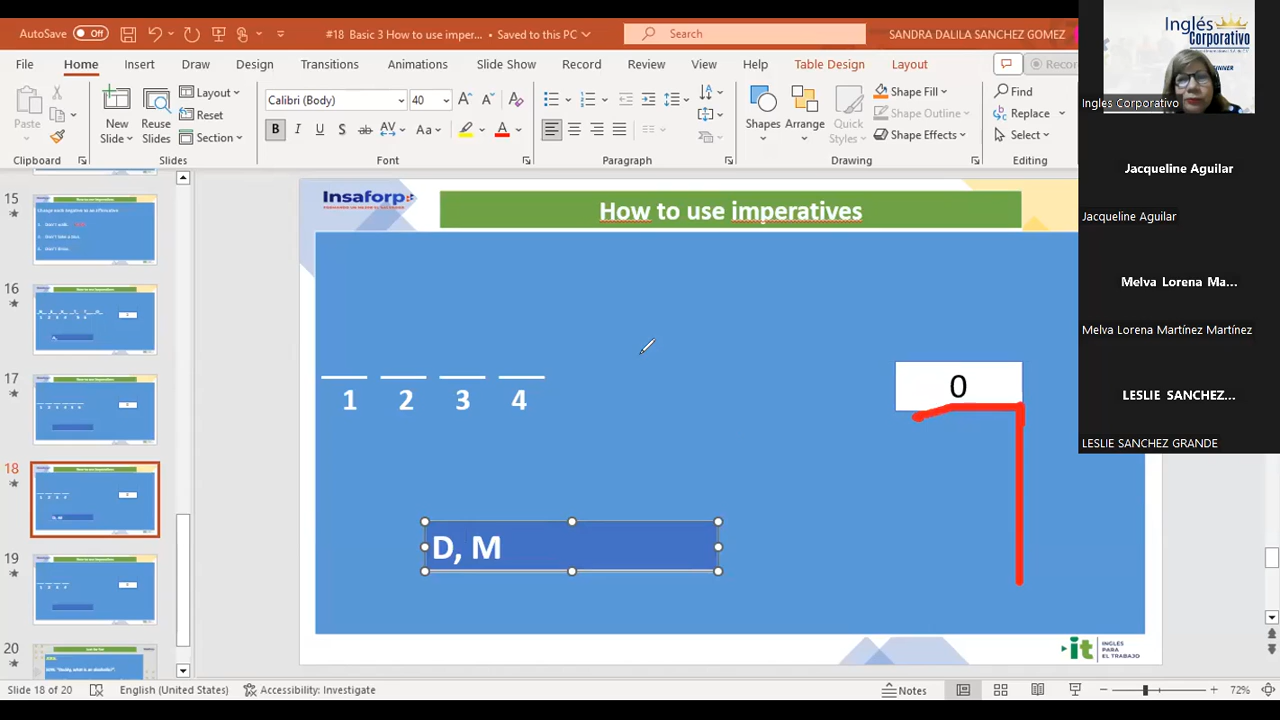 AutoSave Off #18 Basic 3 How to use imper... - Saved to this PC Search SANDRA DALILA SANCHEZ GOMEZ
File Home Insert Draw Design Transitions Animations Slide Show Record Review View Help Table Design Layout
Paste
New Slide
Reuse Slides
Layout
Reset
Section
Calibri (Body) 40
Shapes Arrange Quick Styles
Shape Fill
Shape Outline
Shape Effects
Find
Replace
Select
Clipboard Slides Font Paragraph Drawing Editing
15
16
17
18
19
20
Insaforp
How to use imperatives
0
1 2 3 4
D, M
it INGLÉS PARA EL TRABAJO
Inglés Corporativo
Inglés Corporativo
Jacqueline Aguilar
Jacqueline Aguilar
Melva Lorena Ma...
Melva Lorena Martínez Martínez
LESLIE SANCHEZ...
LESLIE SANCHEZ GRANDE
Slide 18 of 20 English (United States) Accessibility: Investigate Notes 72%